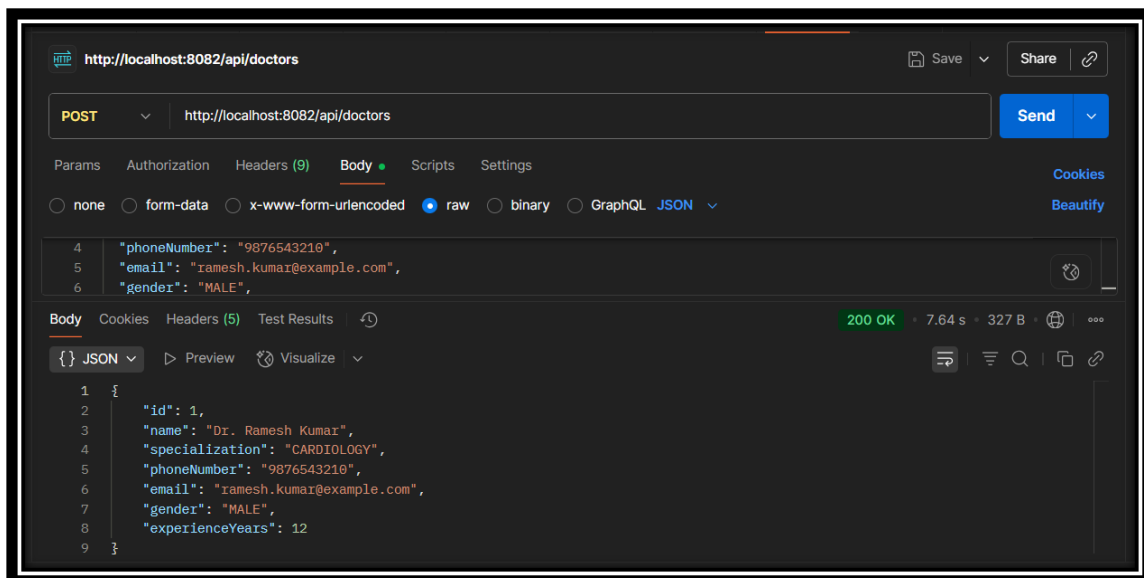 HTTP http://localhost:8082/api/doctors Save Share
POST http://localhost:8082/api/doctors Send
Params Authorization Headers (9) Body Scripts Settings Cookies
none form-data x-www-form-urlencoded raw binary GraphQL JSON Beautify
4 "phoneNumber": "9876543210",
5 "email": "ramesh.kumar@example.com",
6 "gender": "MALE",
Body Cookies Headers (5) Test Results 200 OK • 7.64 s • 327 B
{} JSON Preview Visualize
1 {
2 "id": 1,
3 "name": "Dr. Ramesh Kumar",
4 "specialization": "CARDIOLOGY",
5 "phoneNumber": "9876543210",
6 "email": "ramesh.kumar@example.com",
7 "gender": "MALE",
8 "experienceYears": 12
9 }